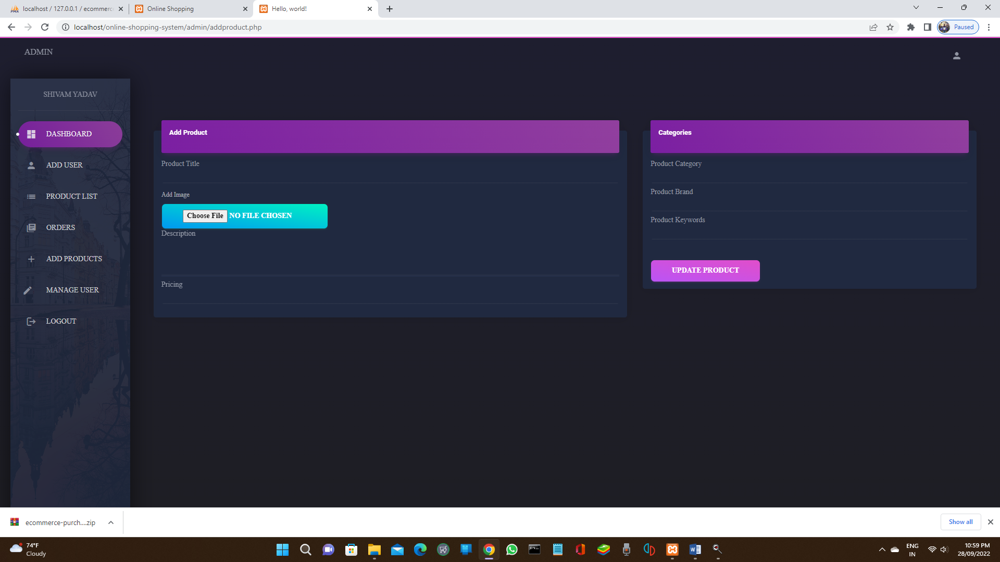 localhost / 127.0.0.1 / ecommerc
Online Shopping
Hello, world!
localhost/online-shopping-system/admin/addproduct.php
Paused
ADMIN
SHIVAM YADAV
DASHBOARD
ADD USER
PRODUCT LIST
ORDERS
ADD PRODUCTS
MANAGE USER
LOGOUT
Add Product
Product Title
Add Image
Choose File NO FILE CHOSEN
Description
Pricing
Categories
Product Category
Product Brand
Product Keywords
UPDATE PRODUCT
ecommerce-purch....zip
Show all
74°F
Cloudy
ENG
IN
10:59 PM
28/09/2022